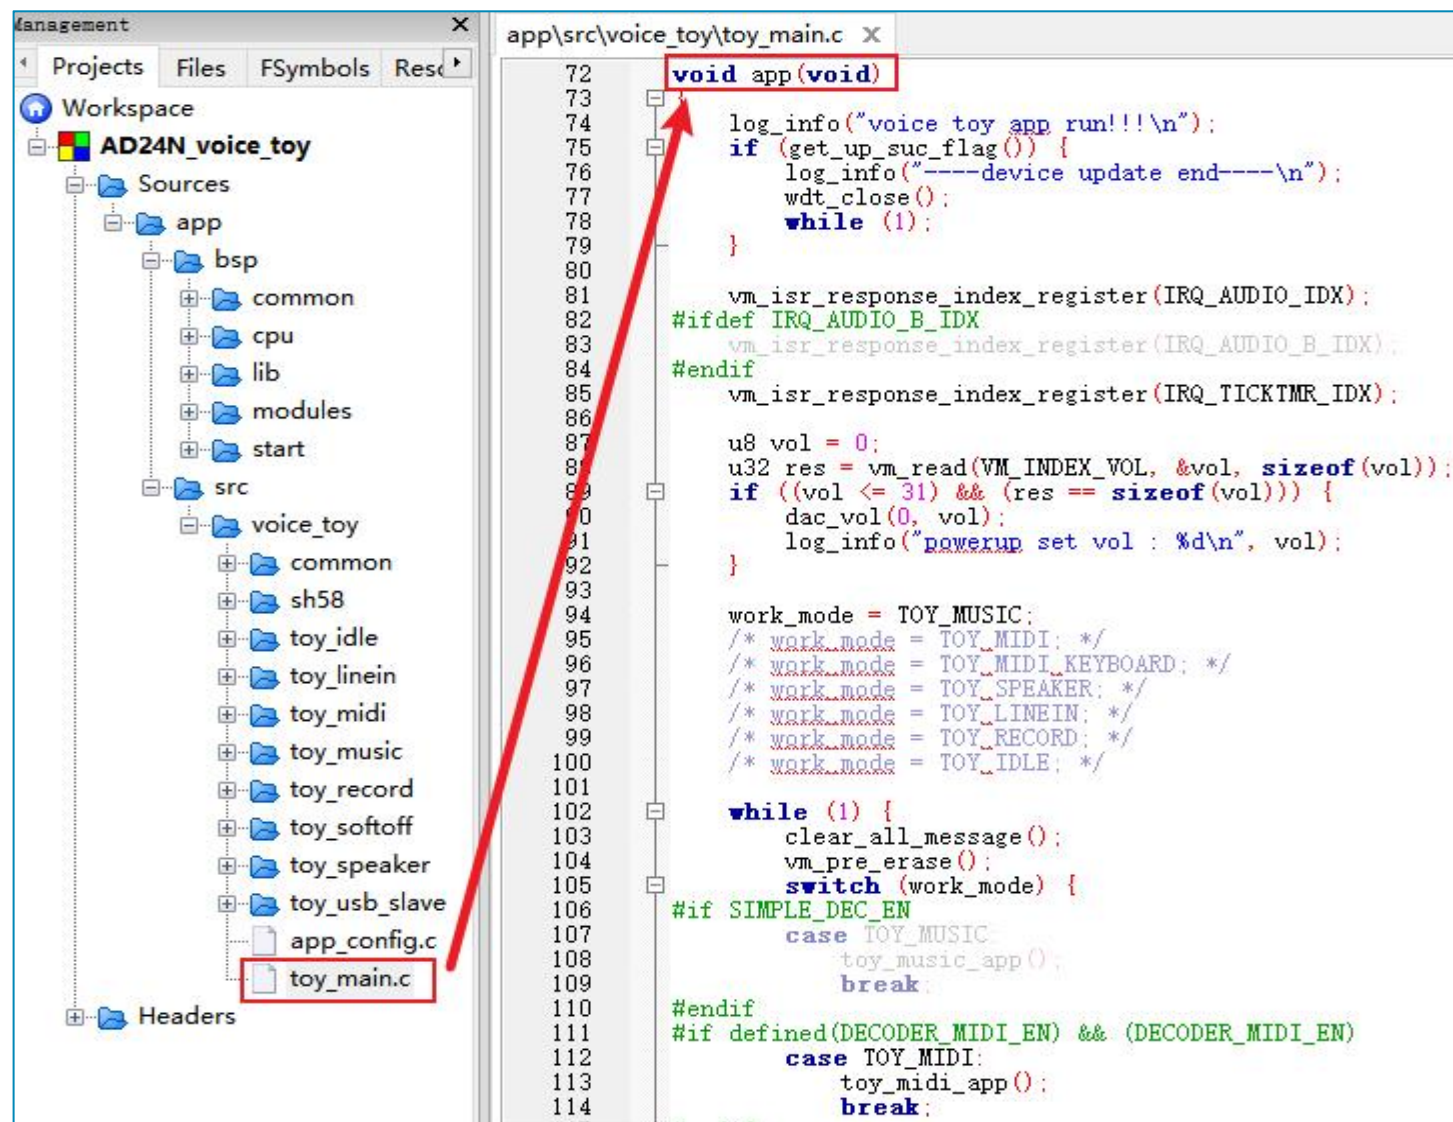 Management
Projects Files FSymbols
Workspace
AD24N_voice_toy
Sources
app
bsp
common
cpu
lib
modules
start
src
voice_toy
common
sh58
toy_idle
toy_linein
toy_midi
toy_music
toy_record
toy_softoff
toy_speaker
toy_usb_slave
app_config.c
toy_main.c
Headers
app\src\voice_toy\toy_main.c
72 void app(void)
73
74 log_info("voice toy app run!!!\n");
75 if (get_up_suc_flag()) {
76 log_info("----device update end----\n");
77 wdt_close();
78 while (1);
79 }
80
81 vm_isr_response_index_register(IRQ_AUDIO_IDX);
82 #ifdef IRQ_AUDIO_B_IDX
83 vm_isr_response_index_register(IRQ_AUDIO_B_IDX);
84 #endif
85 vm_isr_response_index_register(IRQ_TICKTMR_IDX);
86
87 u8 vol = 0;
88 u32 res = vm_read(VM_INDEX_VOL, &vol, sizeof(vol));
89 if ((vol <= 31) && (res == sizeof(vol))) {
90 dac_vol(0, vol);
91 log_info("powerup set vol : %d\n", vol);
92 }
93
94 work_mode = TOY_MUSIC;
95 /* work_mode = TOY_MIDI; */
96 /* work_mode = TOY_MIDI_KEYBOARD; */
97 /* work_mode = TOY_SPEAKER; */
98 /* work_mode = TOY_LINEIN; */
99 /* work_mode = TOY_RECORD; */
100 /* work_mode = TOY_IDLE; */
101
102 while (1) {
103 clear_all_message();
104 vm_pre_erase();
105 switch (work_mode) {
106 #if SIMPLE_DEC_EN
107 case TOY_MUSIC:
108 toy_music_app();
109 break;
110 #endif
111 #if defined(DECODER_MIDI_EN) && (DECODER_MIDI_EN)
112 case TOY_MIDI:
113 toy_midi_app();
114 break;